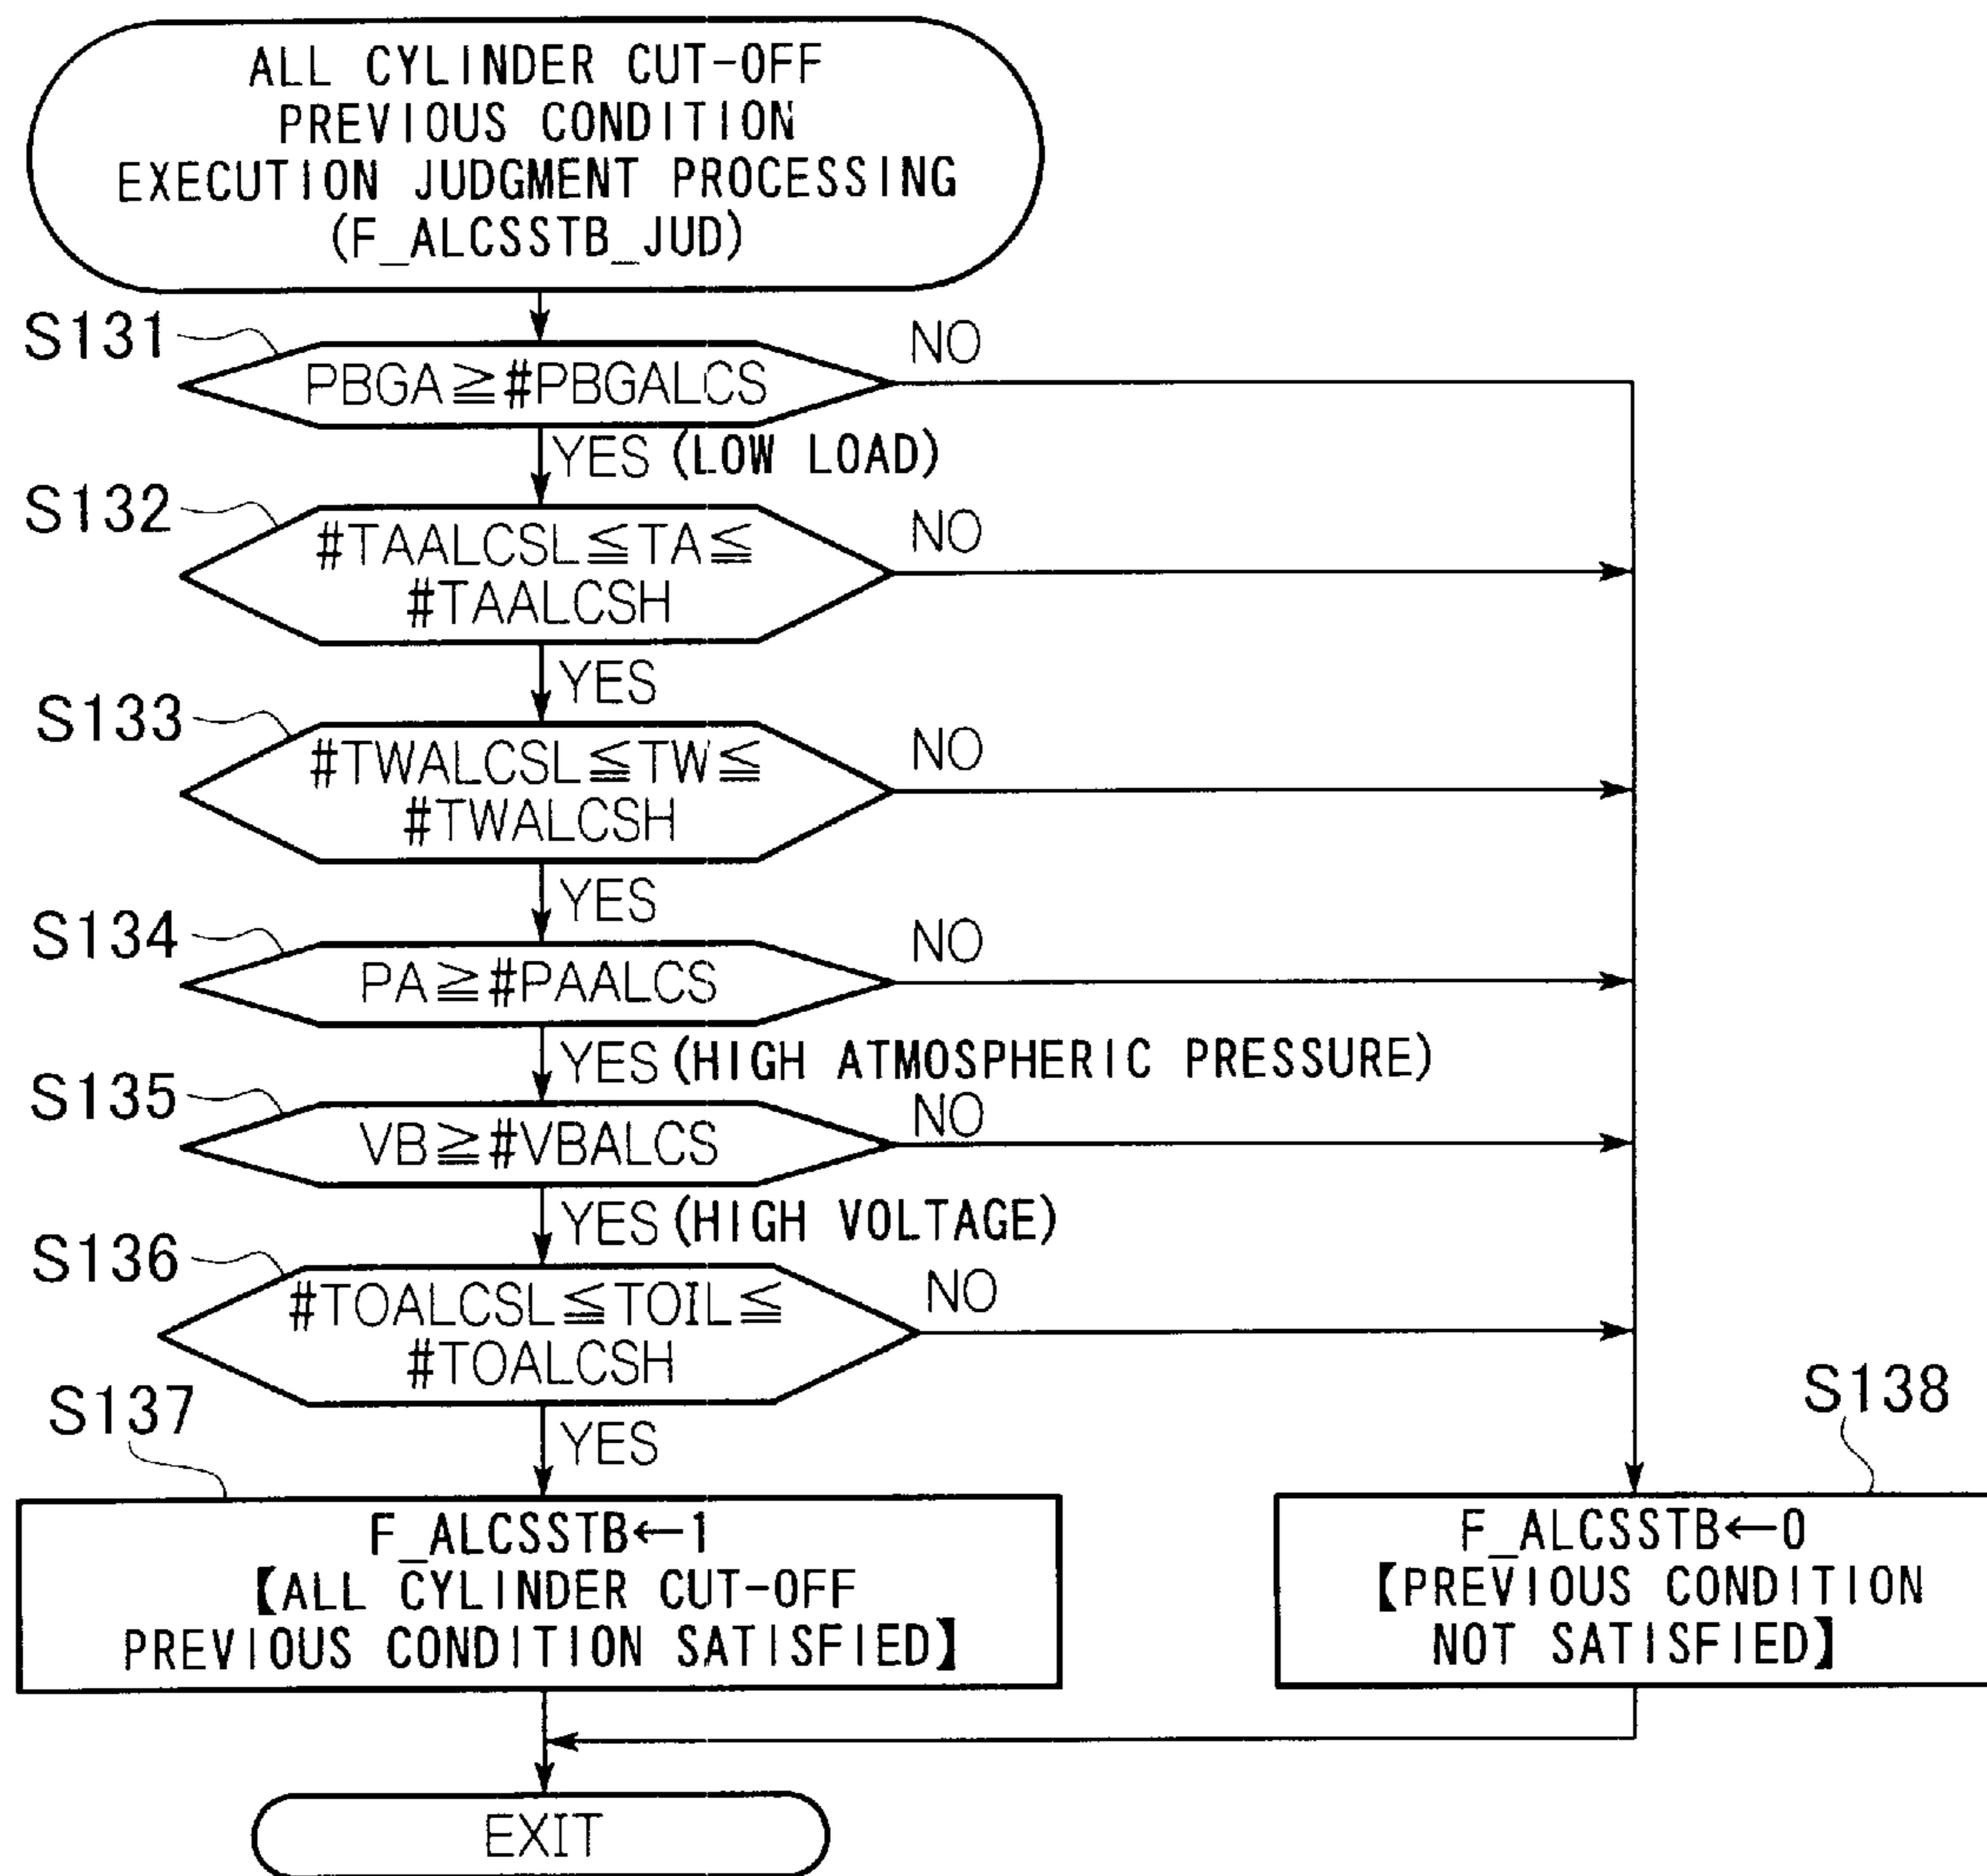 ALL CYLINDER CUT-OFF
PREVIOUS CONDITION
EXECUTION JUDGMENT PROCESSING
(F_ALCSSTB_JUD)
S131
PBGA≧#PBGALCS
NO
YES (LOW LOAD)
S132
#TAALCSL≦TA≦
#TAALCSH
NO
YES
S133
#TWALCSL≦TW≦
#TWALCSH
NO
YES
S134
PA≧#PAALCS
NO
YES (HIGH ATMOSPHERIC PRESSURE)
S135
VB≧#VBALCS
NO
YES (HIGH VOLTAGE)
S136
#TOALCSL≦TOIL≦
#TOALCSH
NO
YES
S137
F_ALCSSTB←1
【ALL CYLINDER CUT-OFF
PREVIOUS CONDITION SATISFIED】
S138
F_ALCSSTB←0
【PREVIOUS CONDITION
NOT SATISFIED】
EXIT